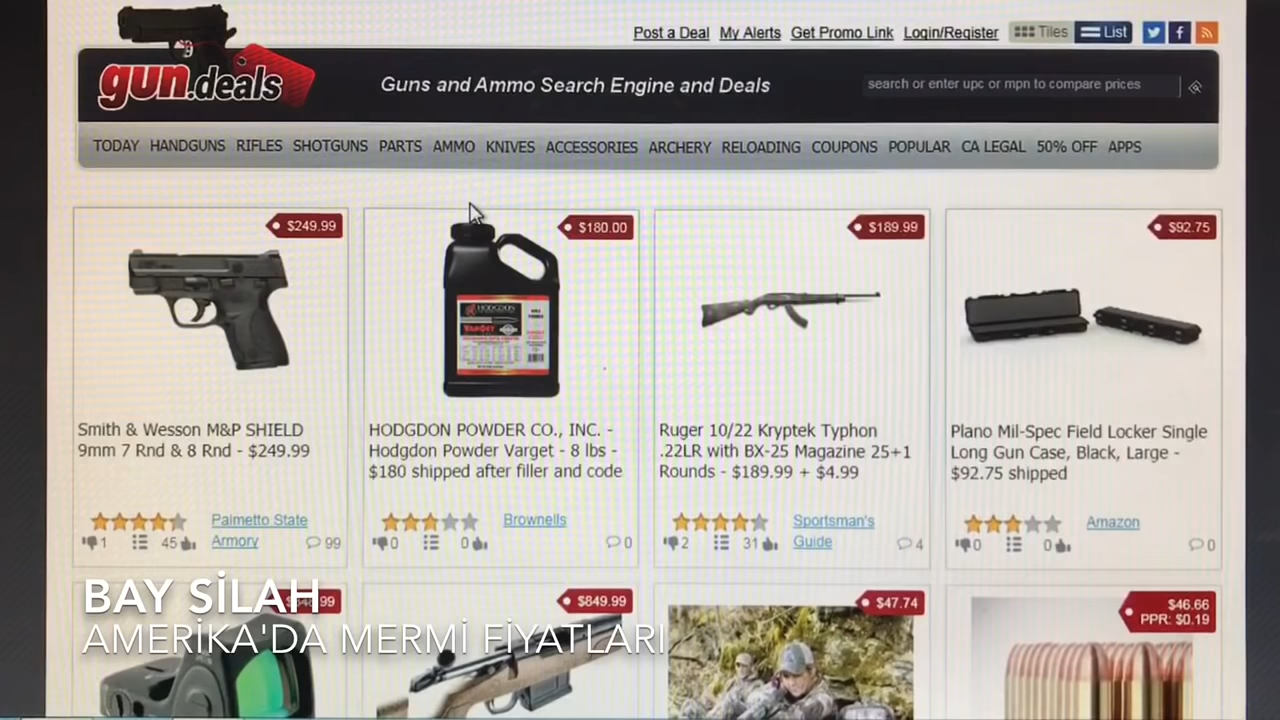 Post a Deal My Alerts Get Promo Link Login/Register Tiles List
gun.deals
Guns and Ammo Search Engine and Deals
search or enter upc or mpn to compare prices
TODAY HANDGUNS RIFLES SHOTGUNS PARTS AMMO KNIVES ACCESSORIES ARCHERY RELOADING COUPONS POPULAR CA LEGAL 50% OFF APPS
$249.99
Smith & Wesson M&P SHIELD
9mm 7 Rnd & 8 Rnd - $249.99
Palmetto State
Armory
1 45 99
$180.00
HODGDON
VARGET
HODGDON POWDER CO., INC. -
Hodgdon Powder Varget - 8 lbs -
$180 shipped after filler and code
Brownells
0 0 0
$189.99
Ruger 10/22 Kryptek Typhon
.22LR with BX-25 Magazine 25+1
Rounds - $189.99 + $4.99
Sportsman's
Guide
2 31 4
$92.75
Plano Mil-Spec Field Locker Single
Long Gun Case, Black, Large -
$92.75 shipped
Amazon
0 0 0
$849.99
$47.74
$46.66
PPR: $0.19
BAY SİLAH
AMERİKA'DA MERMİ FİYATLARI